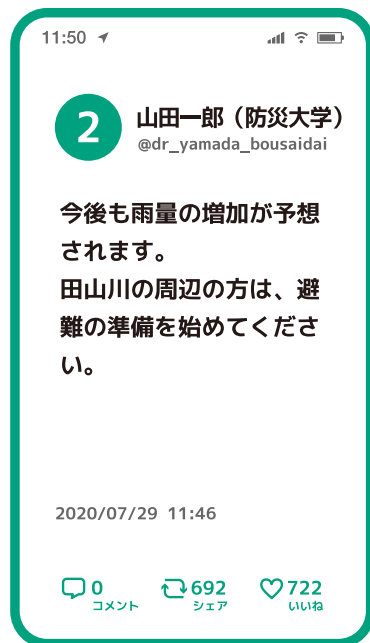 11:50
2
山田一郎（防災大学）
@dr_yamada_bousaidai
今後も雨量の増加が予想
されます。
田山川の周辺の方は、避
難の準備を始めてくださ
い。
2020/07/29 11:46
0 692 722
コメント シェア いいね